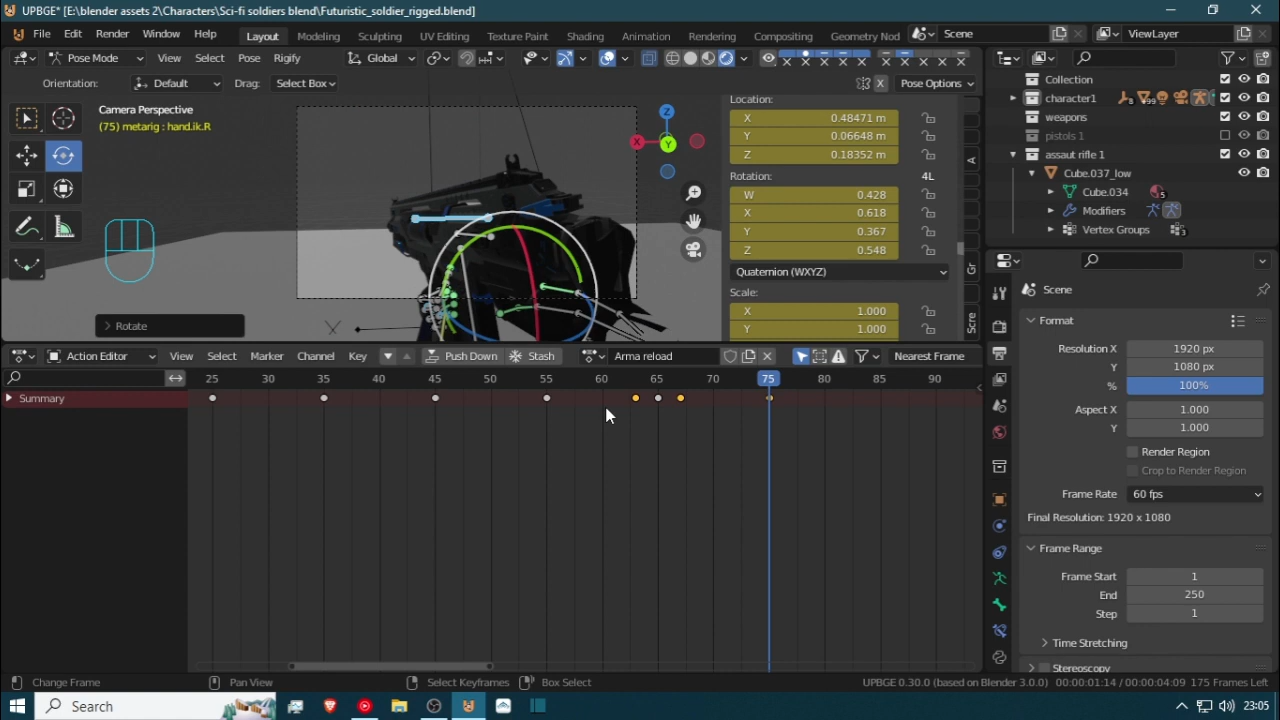 UPBGE* [E:\blender assets 2\Characters\Sci-fi soldiers blend\Futuristic_soldier_rigged.blend]
File Edit Render Window Help Layout Modeling Sculpting UV Editing Texture Paint Shading Animation Rendering Compositing Geometry Nod Scene ViewLayer
Pose Mode View Select Pose Rigify Global
Orientation: Default Drag: Select Box X Pose Options
Camera Perspective
(75) metarig : hand.ik.R
Z
X
Y
Rotate
Location:
X 0.48471 m
Y 0.06648 m
Z 0.18352 m
Rotation: 4L
W 0.428
X 0.618
Y 0.367
Z 0.548
Quaternion (WXYZ)
Scale:
X 1.000
Y 1.000
A
Gr
Scre
Collection
character1 8 99
weapons
pistols 1
assaut rifle 1
Cube.037_low
Cube.034 5
Modifiers
Vertex Groups
Scene
Format
Resolution X 1920 px
Y 1080 px
% 100%
Aspect X 1.000
Y 1.000
Render Region
Crop to Render Region
Frame Rate 60 fps
Final Resolution: 1920 x 1080
Frame Range
Frame Start 1
End 250
Step 1
Time Stretching
Stereoscopy
Action Editor View Select Marker Channel Key Push Down Stash Arma reload Nearest Frame
25 30 35 40 45 50 55 60 65 70 75 80 85 90
Summary
Change Frame Pan View Select Keyframes Box Select UPBGE 0.30.0 (based on Blender 3.0.0) 00:00:01:14 / 00:00:04:09 175 Frames Left
Search 23:05